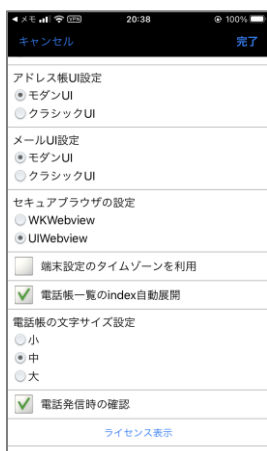 メモ VPN 20:38 100%
キャンセル 完了
アドレス帳UI設定
モダンUI
クラシックUI
メールUI設定
モダンUI
クラシックUI
セキュアブラウザの設定
WKWebview
UIWebview
端末設定のタイムゾーンを利用
電話帳一覧のindex自動展開
電話帳の文字サイズ設定
小
中
大
電話発信時の確認
ライセンス表示